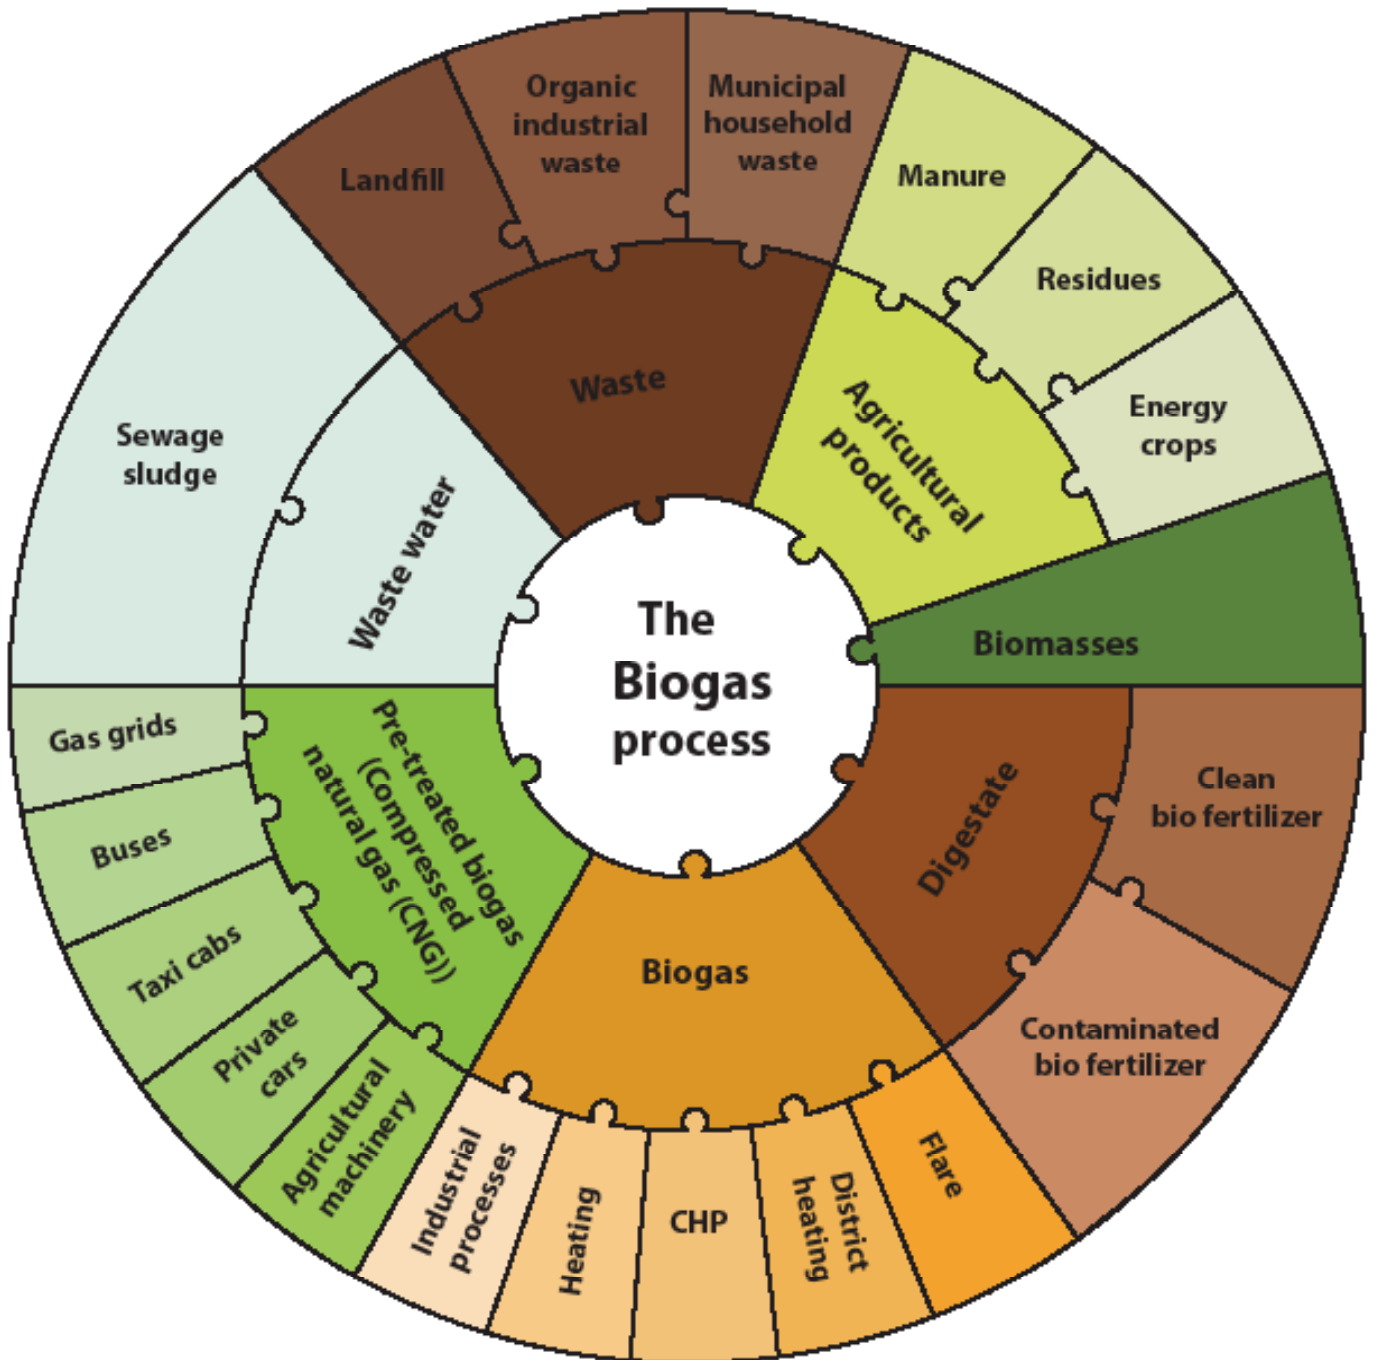 The
Biogas
process
Waste
Landfill
Organic
industrial
waste
Municipal
household
waste
Agricultural
products
Manure
Residues
Energy
crops
Biomasses
Digestate
Clean
bio fertilizer
Contaminated
bio fertilizer
Biogas
Flare
District
heating
CHP
Heating
Industrial
processes
Pre-treated biogas
(Compressed
natural gas (CNG))
Agricultural
machinery
Private
cars
Taxi cabs
Buses
Gas grids
Waste water
Sewage
sludge